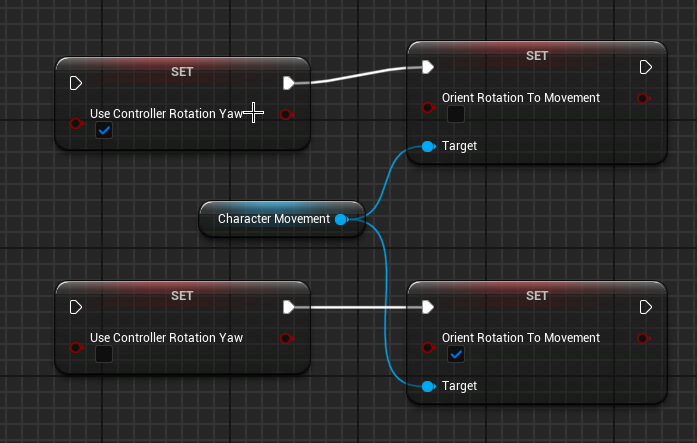 SET
Use Controller Rotation Yaw
SET
Orient Rotation To Movement
Target
Character Movement
SET
Use Controller Rotation Yaw
SET
Orient Rotation To Movement
Target